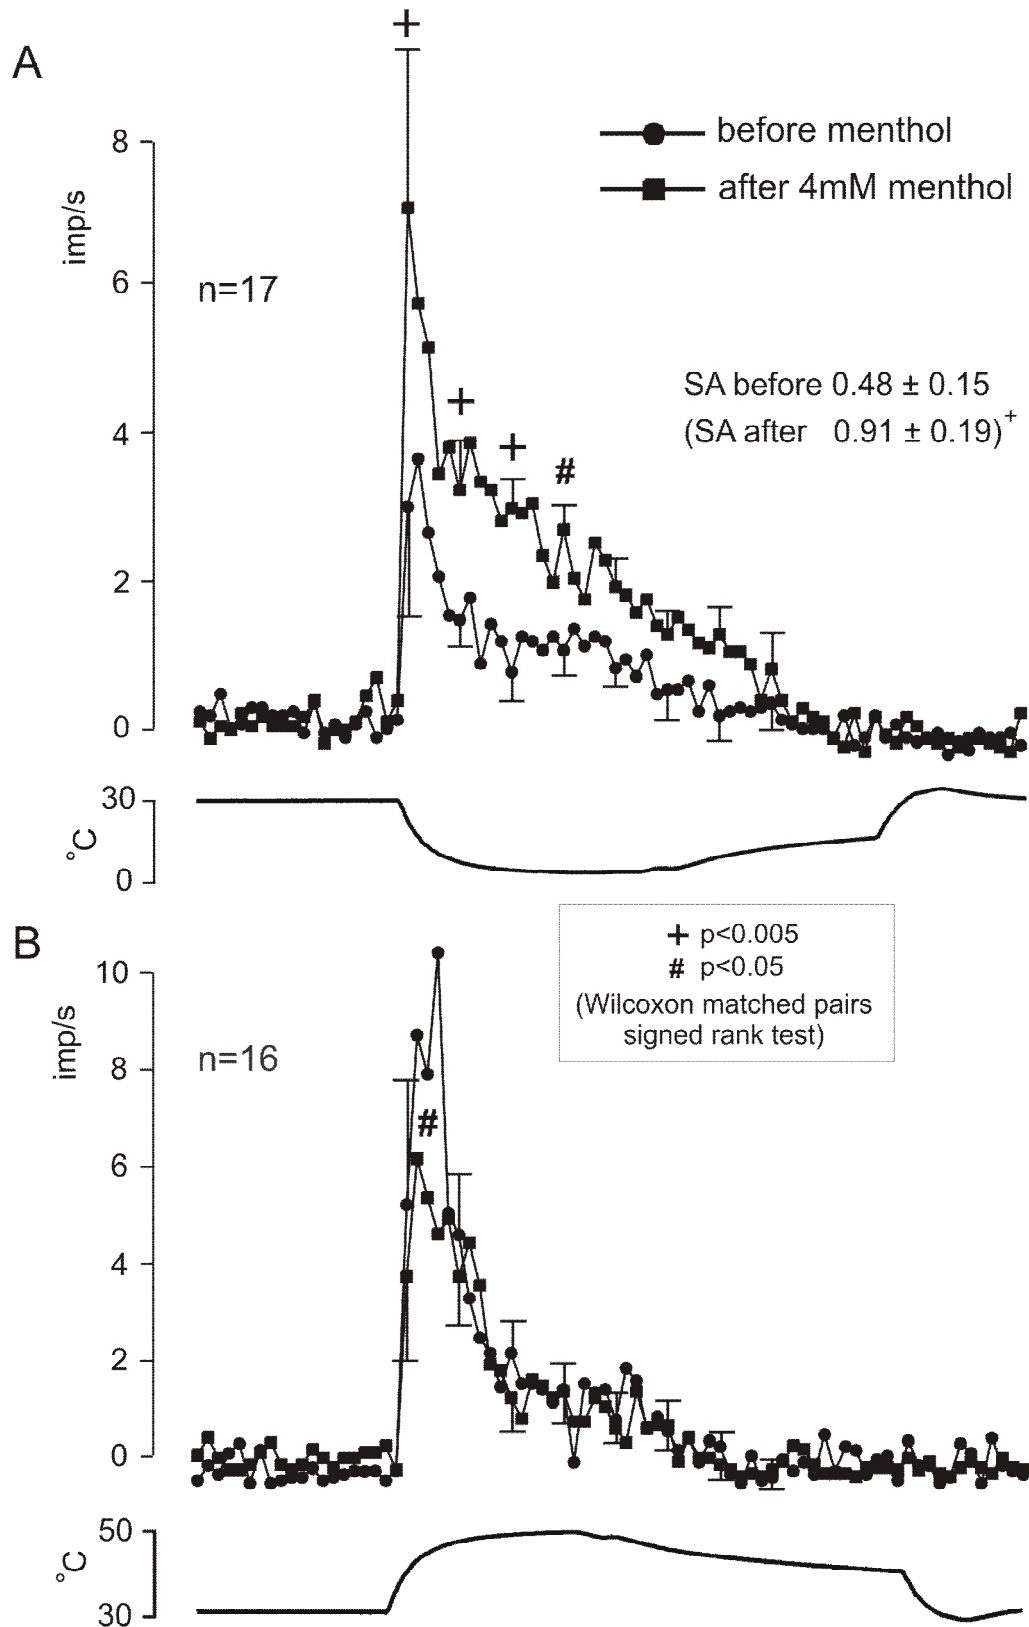 +
A
before menthol
after 4mM menthol
8
imp/s
6
n=17
SA before 0.48 ± 0.15
(SA after 0.91 ± 0.19)+
+
4
+
#
2
0
30
°C
0
B
+ p<0.005
# p<0.05
(Wilcoxon matched pairs
signed rank test)
10
imp/s
n=16
8
#
6
4
2
0
50
°C
30